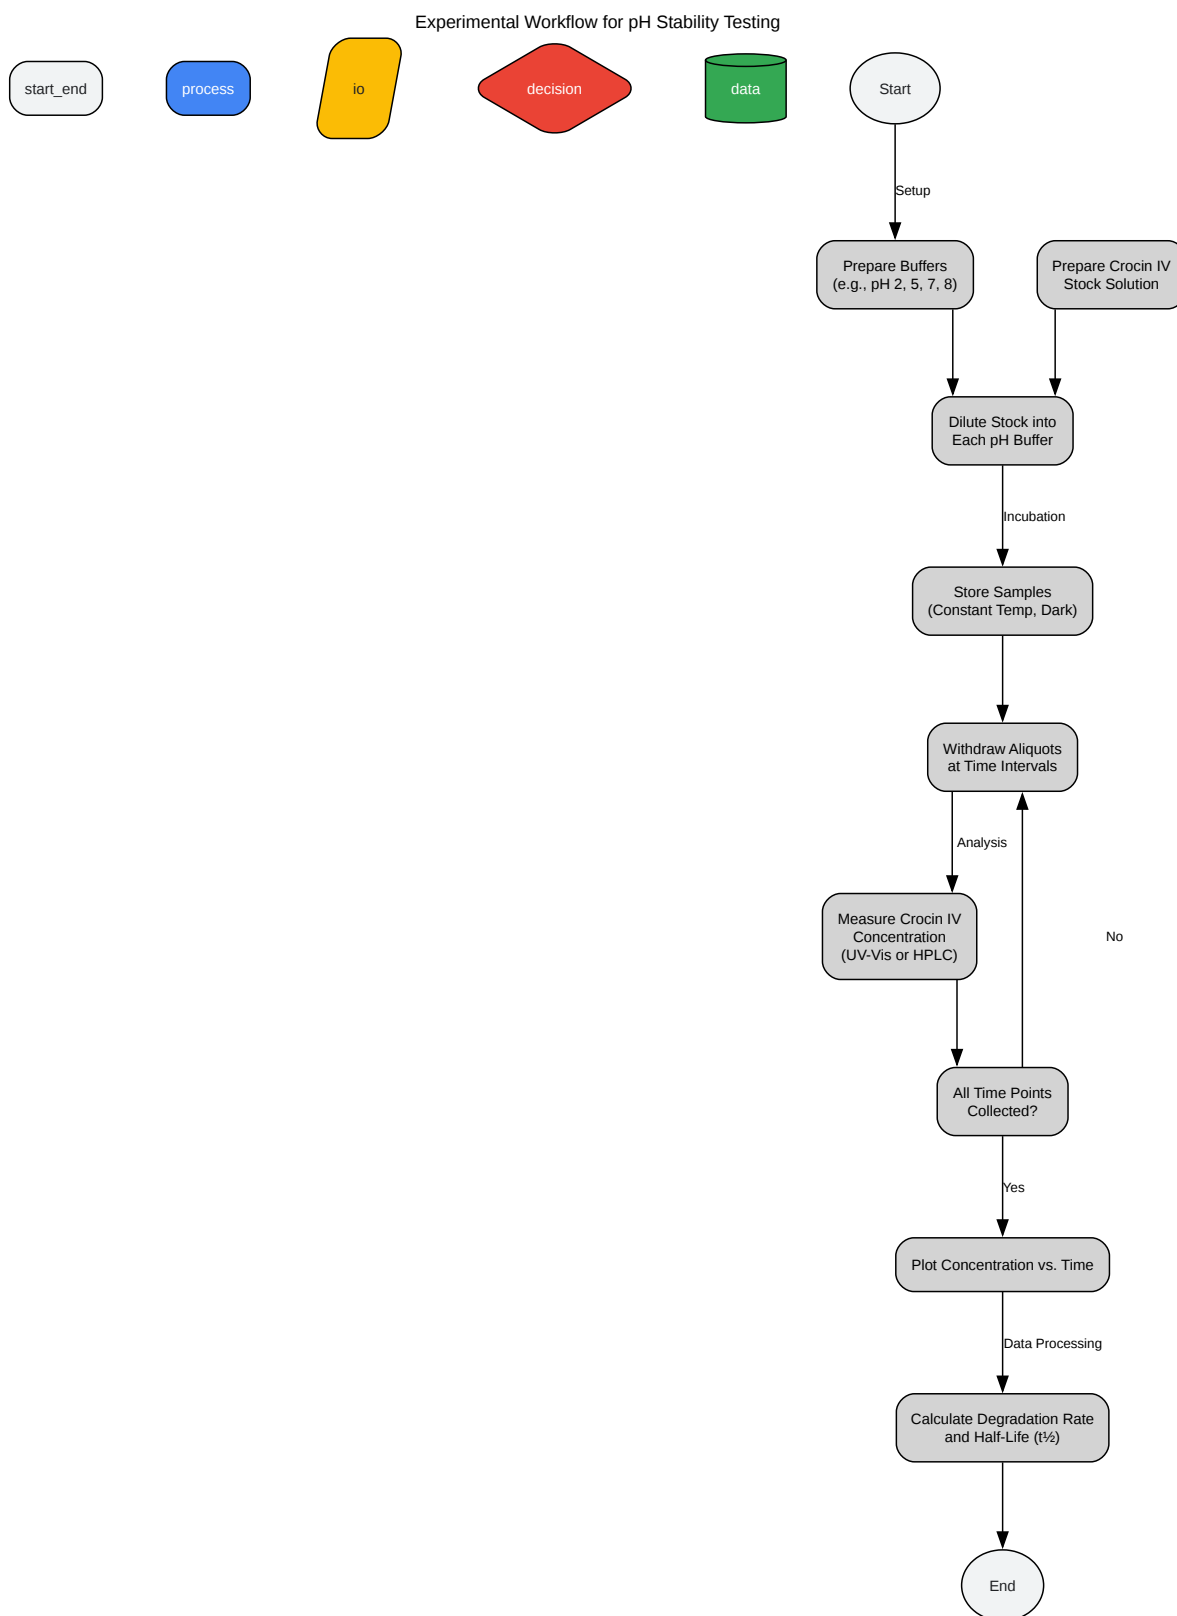 Experimental Workflow for pH Stability Testing
start_end
process
io
decision
data
Start
Setup
Prepare Buffers
(e.g., pH 2, 5, 7, 8)
Prepare Crocin IV
Stock Solution
Dilute Stock into
Each pH Buffer
Incubation
Store Samples
(Constant Temp, Dark)
Withdraw Aliquots
at Time Intervals
Analysis
Measure Crocin IV
Concentration
(UV-Vis or HPLC)
No
All Time Points
Collected?
Yes
Plot Concentration vs. Time
Data Processing
Calculate Degradation Rate
and Half-Life (t½)
End